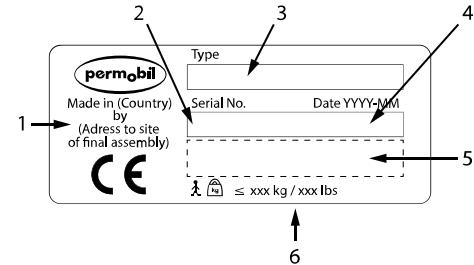 2
3
4
Type
permobil
Made in (Country)
by
(Adress to site
of final assembly)
Serial No.
Date YYYY-MM
1
5
CE
kg
≤ xxx kg / xxx lbs
6